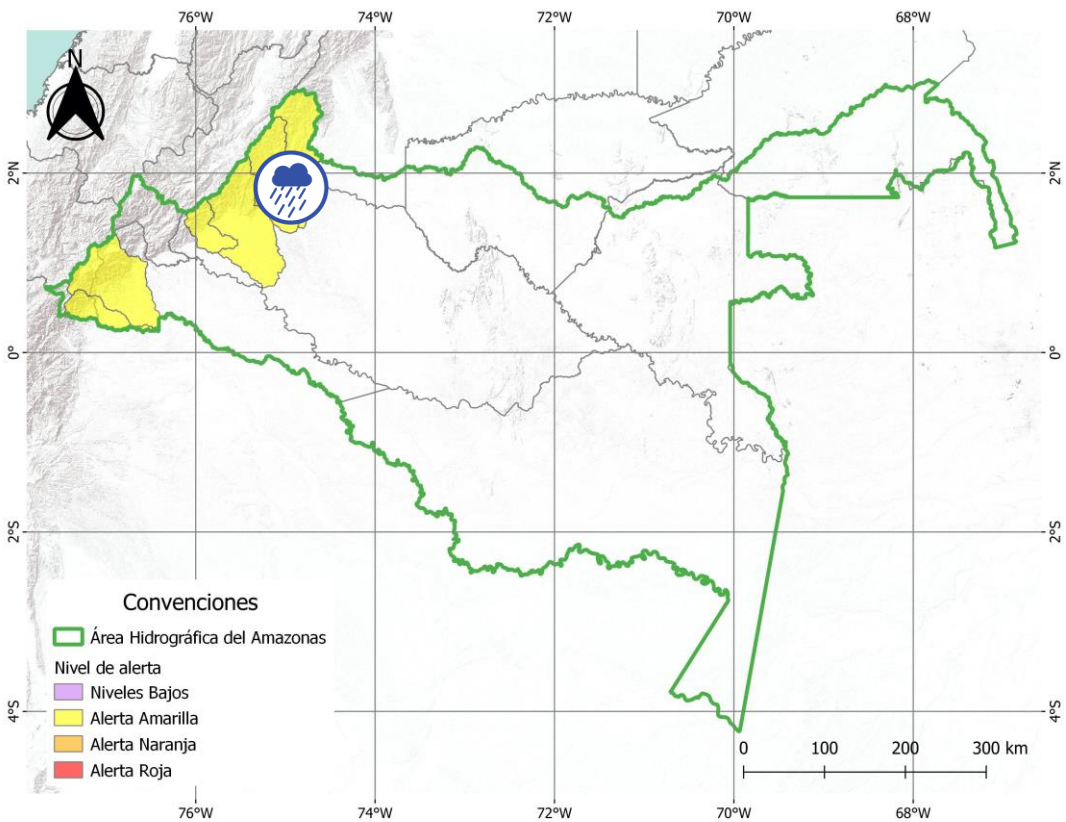 76°W 74°W 72°W 70°W 68°W
N
2°N 2°N
0° 0°
2°S 2°S
4°S 4°S
Convenciones
Área Hidrográfica del Amazonas
Nivel de alerta
Niveles Bajos
Alerta Amarilla
Alerta Naranja
Alerta Roja
0 100 200 300 km
76°W 74°W 72°W 70°W 68°W